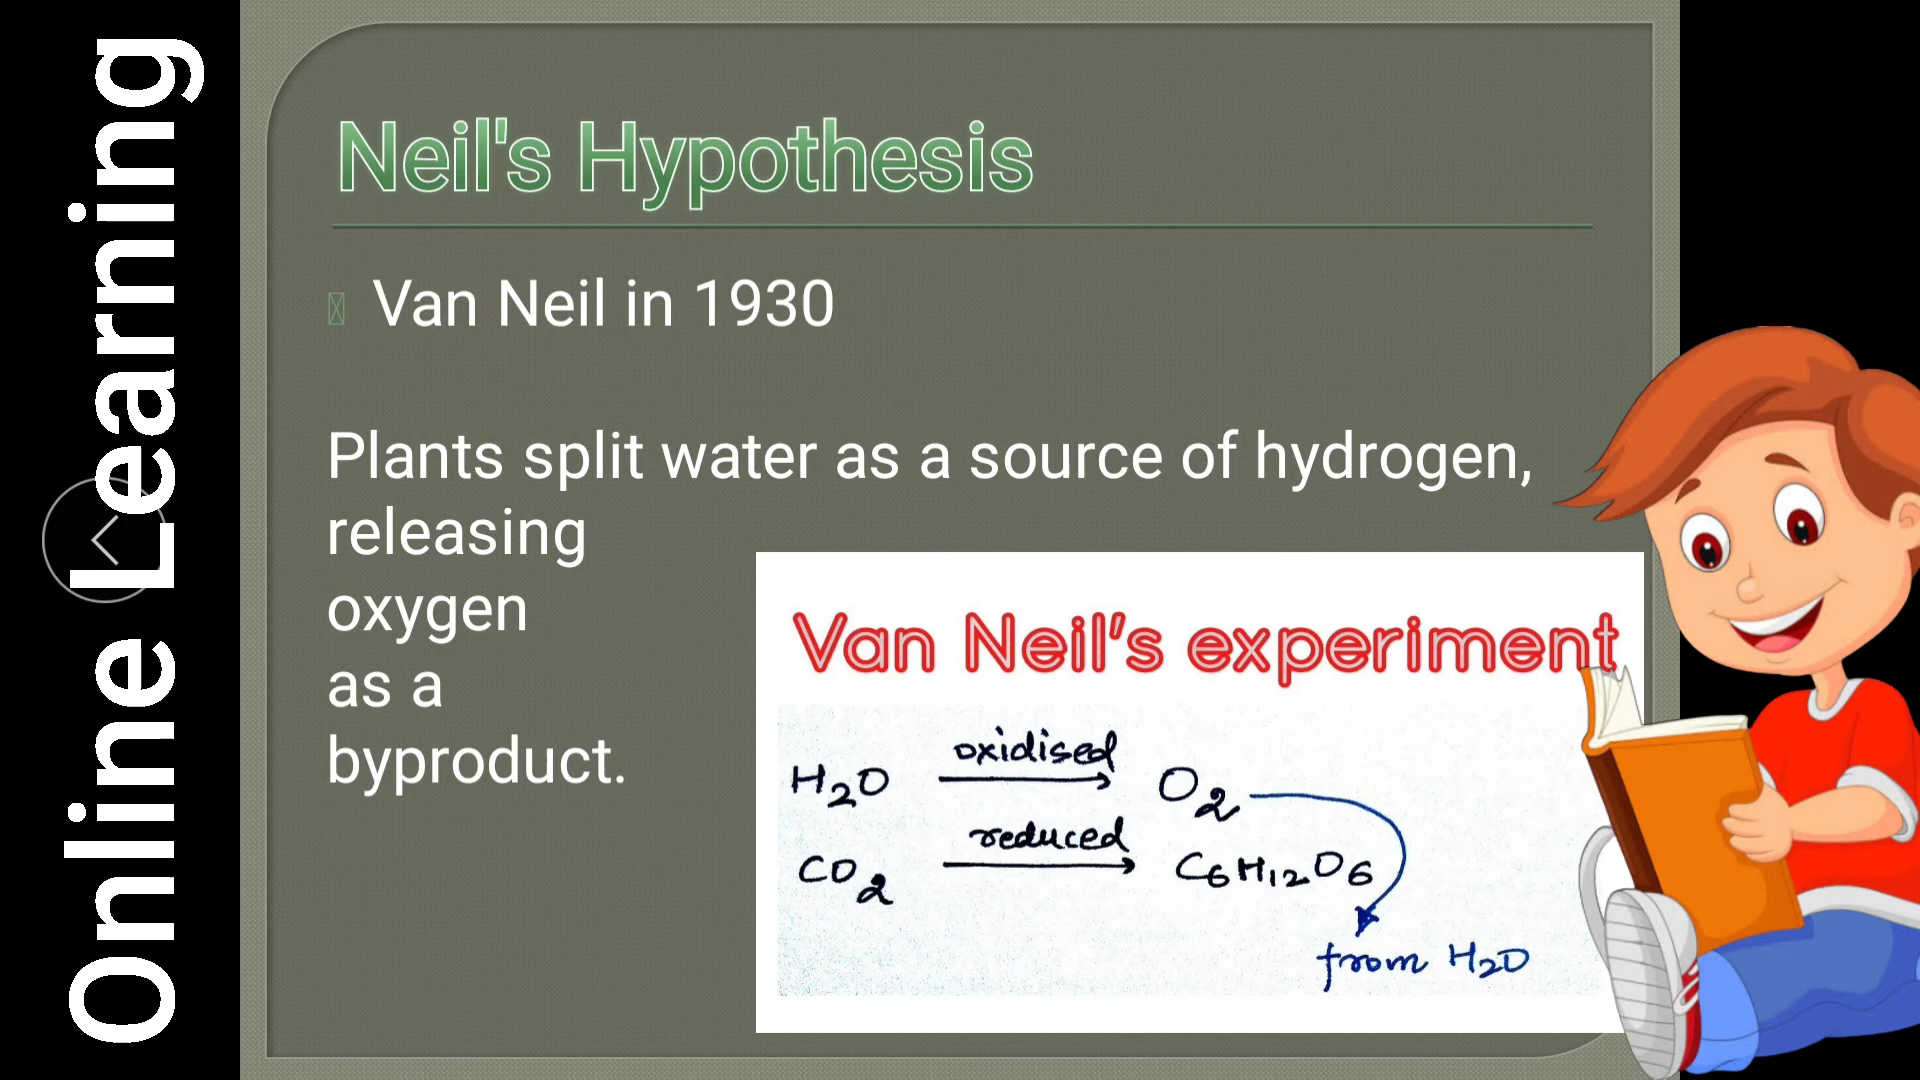 Online Learning
Neil's Hypothesis
Van Neil in 1930
Plants split water as a source of hydrogen,
releasing
oxygen
as a
byproduct.
Van Neil's experiment
H₂O oxidised O₂
CO₂ reduced C₆H₁₂O₆
from H₂O